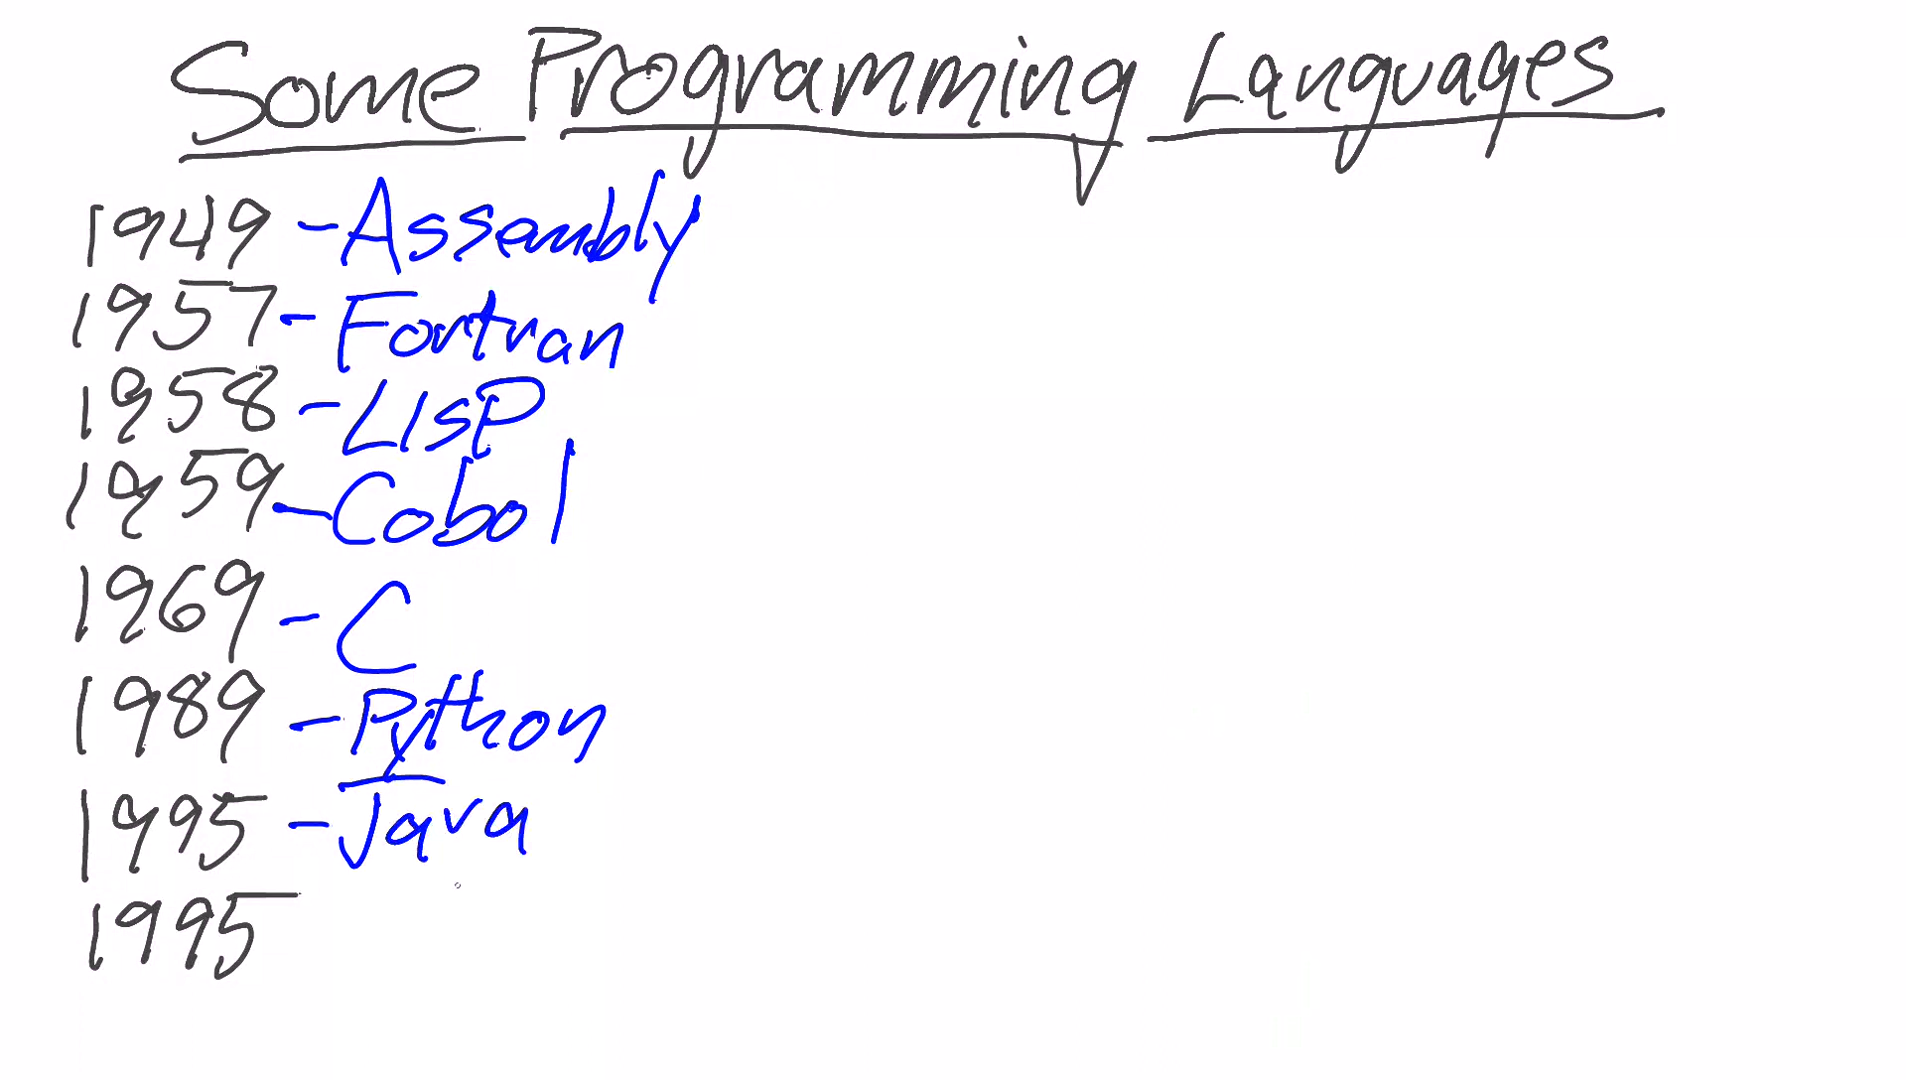 Some Programming Languages
1949 - Assembly
1957 - Fortran
1958 - LISP
1959 - Cobol
1969 - C
1989 - Python
1995 - Java
1995